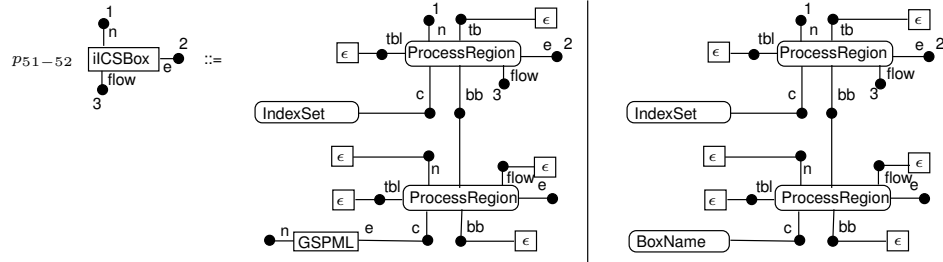 1
n
p51−52 iICSBox
2
e
::=
flow
3
1
n
tb
ϵ
ϵ
tbl
ProcessRegion
e
2
flow
3
c
bb
IndexSet
ϵ
n
ϵ
flow
ϵ
tbl
ProcessRegion
e
n
GSPML
e
c
bb
ϵ
1
n
tb
ϵ
ϵ
tbl
ProcessRegion
e
2
flow
3
c
bb
IndexSet
ϵ
n
ϵ
flow
ϵ
tbl
ProcessRegion
e
BoxName
c
bb
ϵ